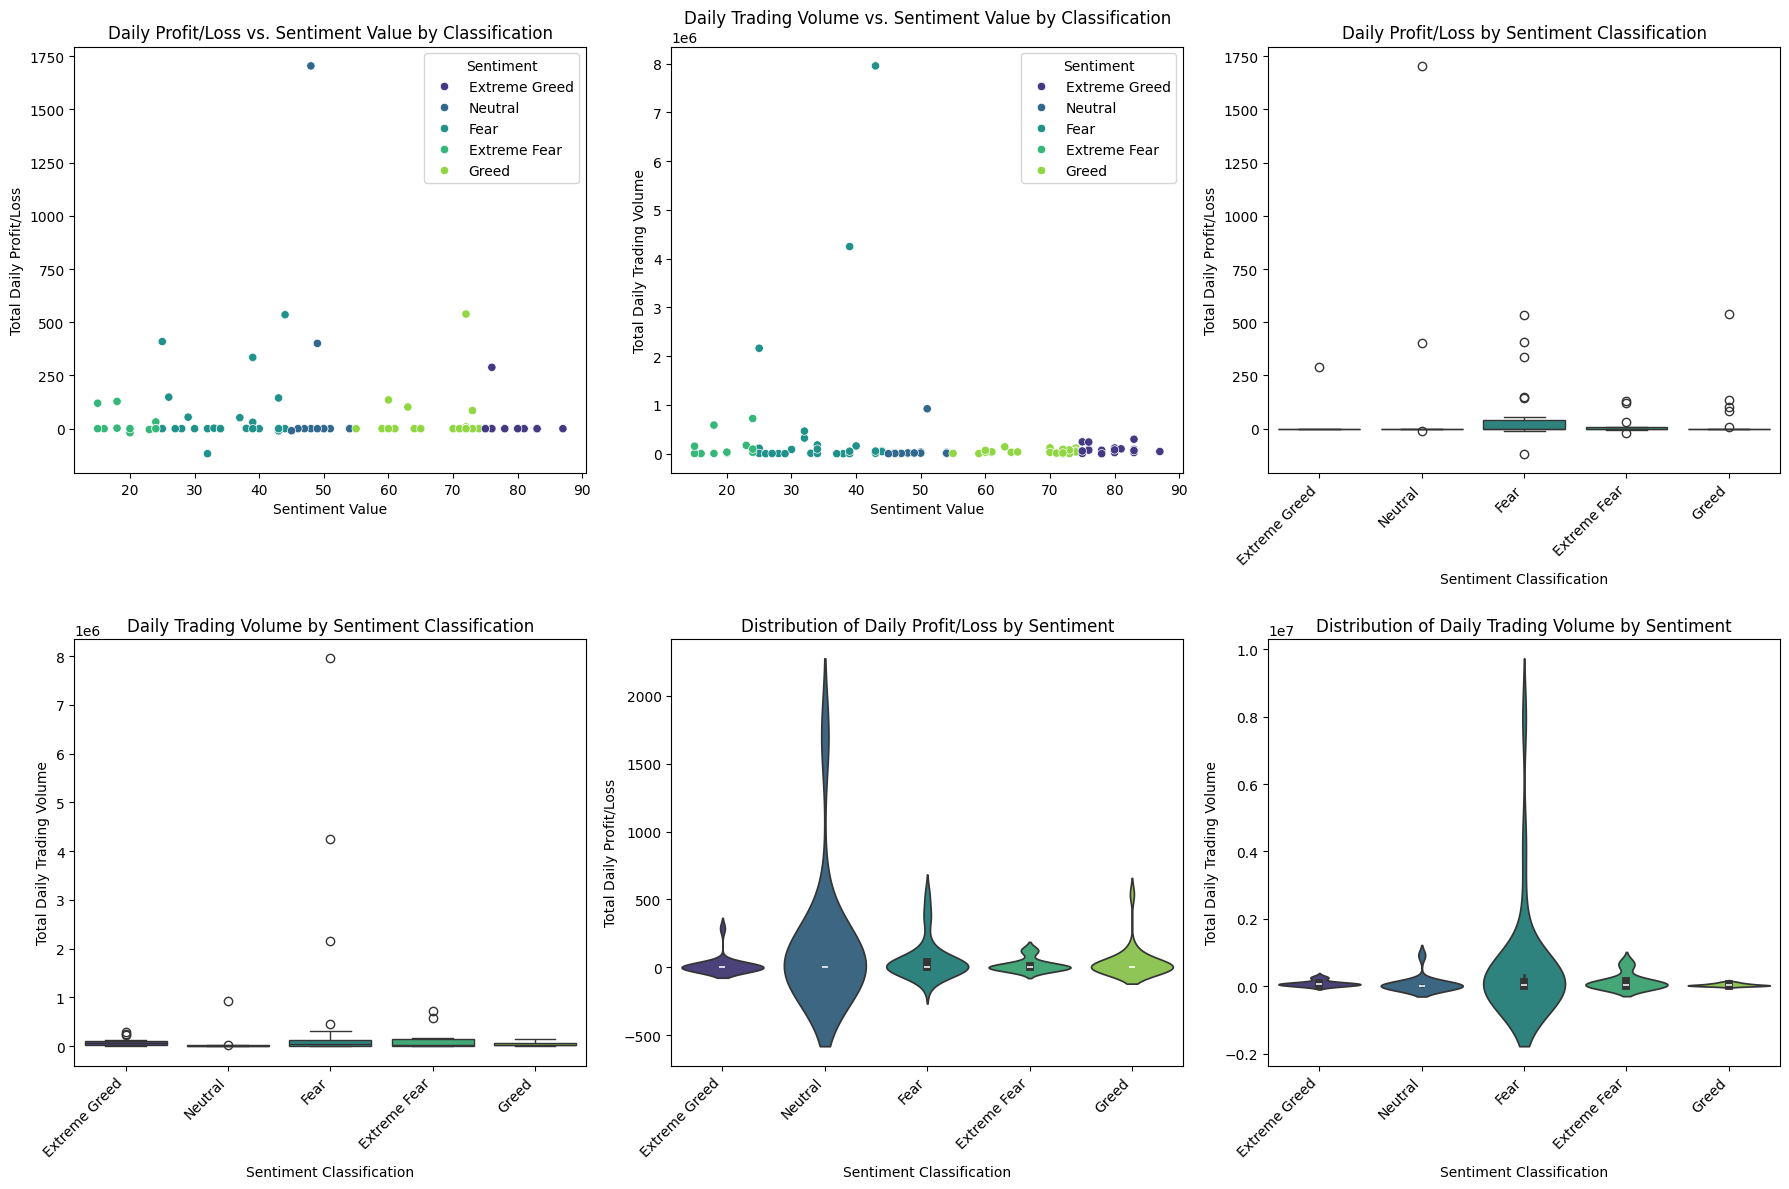 Daily Profit/Loss vs. Sentiment Value by Classification
Total Daily Profit/Loss
1750
1500
1250
1000
750
500
250
0
20 30 40 50 60 70 80 90
Sentiment Value
Sentiment
Extreme Greed
Neutral
Fear
Extreme Fear
Greed
Daily Trading Volume vs. Sentiment Value by Classification
1e6
Total Daily Trading Volume
8
7
6
5
4
3
2
1
0
20 30 40 50 60 70 80 90
Sentiment Value
Sentiment
Extreme Greed
Neutral
Fear
Extreme Fear
Greed
Daily Profit/Loss by Sentiment Classification
Total Daily Profit/Loss
1750
1500
1250
1000
750
500
250
0
Extreme Greed
Neutral
Fear
Extreme Fear
Greed
Sentiment Classification
Daily Trading Volume by Sentiment Classification
1e6
Total Daily Trading Volume
8
7
6
5
4
3
2
1
0
Extreme Greed
Neutral
Fear
Extreme Fear
Greed
Sentiment Classification
Distribution of Daily Profit/Loss by Sentiment
Total Daily Profit/Loss
2000
1500
1000
500
0
−500
Extreme Greed
Neutral
Fear
Extreme Fear
Greed
Sentiment Classification
Distribution of Daily Trading Volume by Sentiment
1e7
Total Daily Trading Volume
1.0
0.8
0.6
0.4
0.2
0.0
−0.2
Extreme Greed
Neutral
Fear
Extreme Fear
Greed
Sentiment Classification